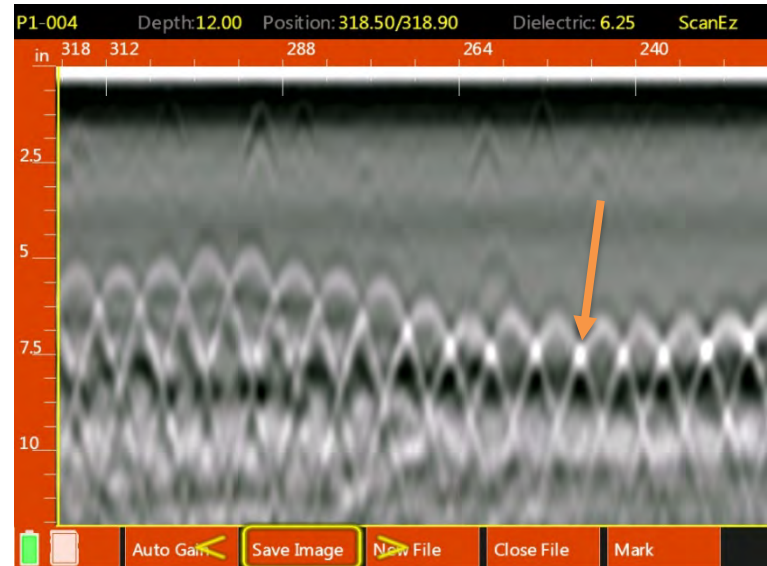 P1-004 Depth:12.00 Position: 318.50/318.90 Dielectric: 6.25 ScanEz
in 318 312 288 264 240
2.5
5
7.5
10
Auto Gain < Save Image > New File Close File Mark